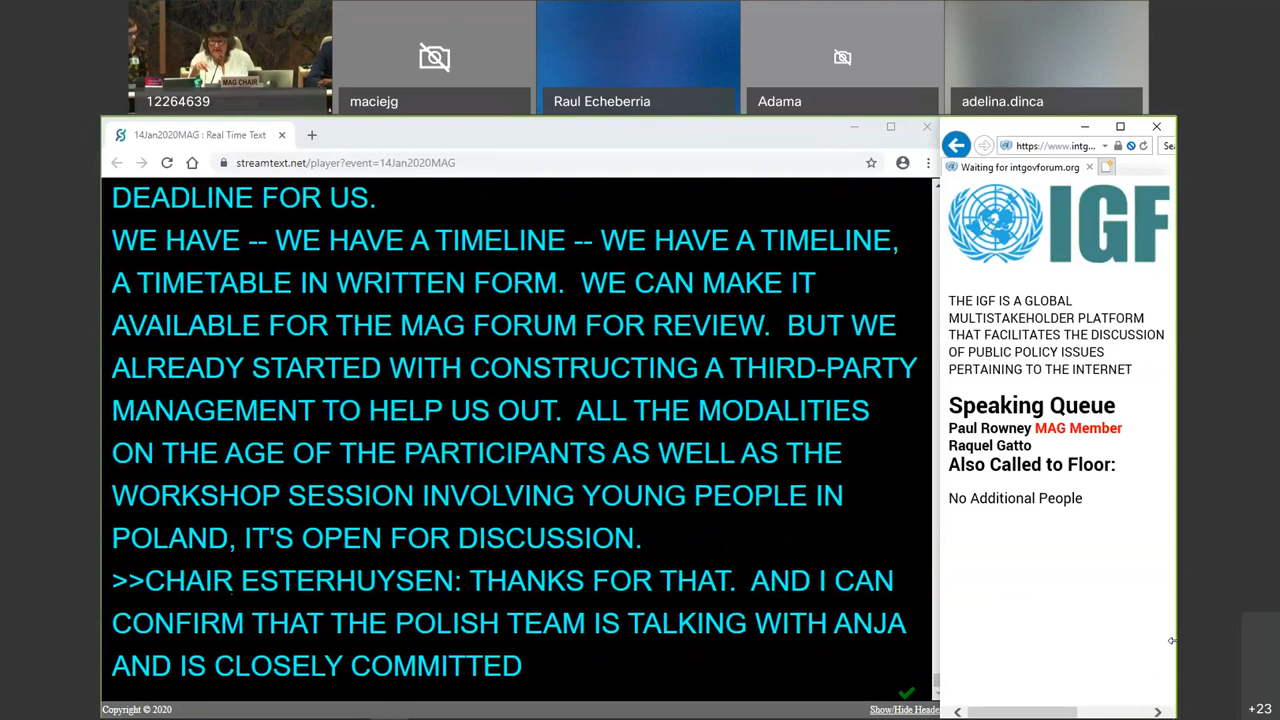 MAG CHAIR
12264639
maciejg
Raul Echeberria
Adama
adelina.dinca
14Jan2020MAG : Real Time Text
streamtext.net/player?event=14Jan2020MAG
DEADLINE FOR US.
WE HAVE -- WE HAVE A TIMELINE -- WE HAVE A TIMELINE,
A TIMETABLE IN WRITTEN FORM.  WE CAN MAKE IT
AVAILABLE FOR THE MAG FORUM FOR REVIEW.  BUT WE
ALREADY STARTED WITH CONSTRUCTING A THIRD-PARTY
MANAGEMENT TO HELP US OUT.  ALL THE MODALITIES
ON THE AGE OF THE PARTICIPANTS AS WELL AS THE
WORKSHOP SESSION INVOLVING YOUNG PEOPLE IN
POLAND, IT'S OPEN FOR DISCUSSION.
>>CHAIR ESTERHUYSEN: THANKS FOR THAT.  AND I CAN
CONFIRM THAT THE POLISH TEAM IS TALKING WITH ANJA
AND IS CLOSELY COMMITTED
Copyright © 2020
Show/Hide Heade
https://www.intg...
Sea
Waiting for intgovforum.org
IGF
THE IGF IS A GLOBAL
MULTISTAKEHOLDER PLATFORM
THAT FACILITATES THE DISCUSSION
OF PUBLIC POLICY ISSUES
PERTAINING TO THE INTERNET
Speaking Queue
Paul Rowney MAG Member
Raquel Gatto
Also Called to Floor:
No Additional People
+23